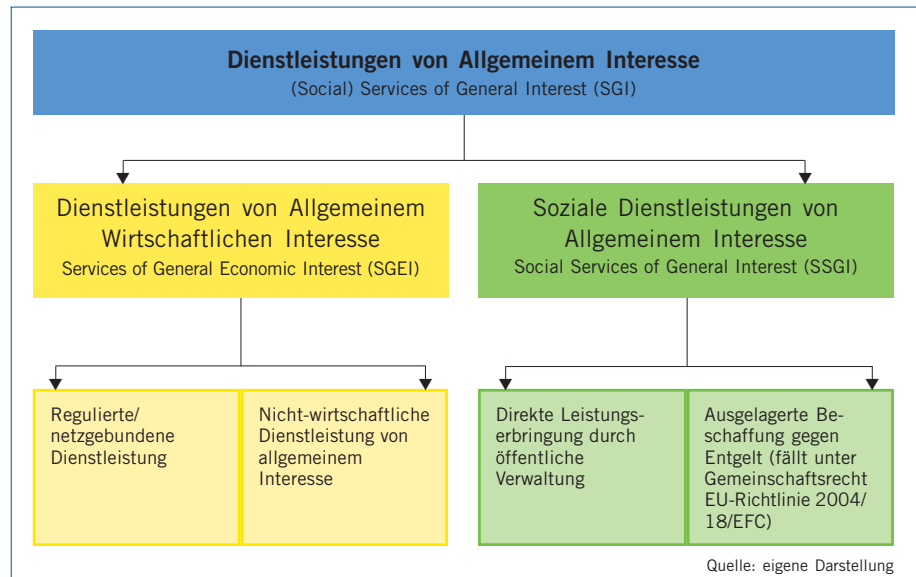 Dienstleistungen von Allgemeinem Interesse
(Social) Services of General Interest (SGI)
Dienstleistungen von Allgemeinem
Wirtschaftlichen Interesse
Services of General Economic Interest (SGEI)
Soziale Dienstleistungen von
Allgemeinem Interesse
Social Services of General Interest (SSGI)
Regulierte/
netzgebundene
Dienstleistung
Nicht-wirtschaftliche
Dienstleistung von
allgemeinem
Interesse
Direkte Leistungs-
erbringung durch
öffentliche
Verwaltung
Ausgelagerte Be-
schaffung gegen
Entgelt (fällt unter
Gemeinschaftsrecht
EU-Richtlinie 2004/
18/EFC)
Quelle: eigene Darstellung